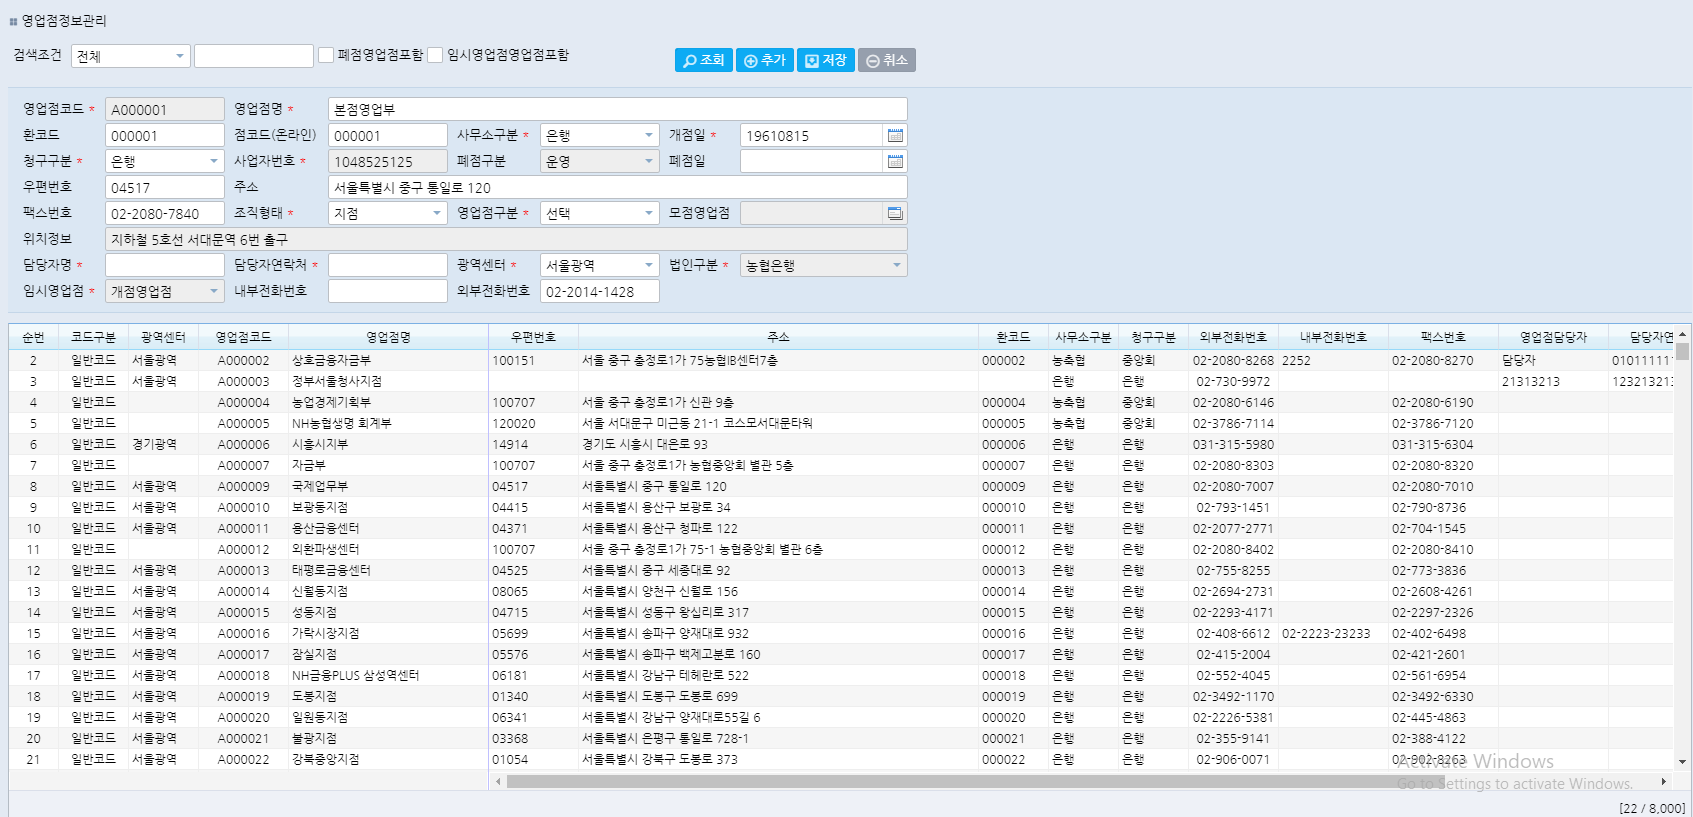 영업점정보관리
검색조건 전체 폐점영업점포함 임시영업점영업점포함 조회 추가 저장 취소
영업점코드 * A000001 영업점명 * 본점영업부
환코드 000001 점코드(온라인) 000001 사무소구분 * 은행 개점일 * 19610815
청구구분 * 은행 사업자번호 * 1048525125 폐점구분 운영 폐점일
우편번호 04517 주소 서울특별시 중구 통일로 120
팩스번호 02-2080-7840 조직형태 * 지점 영업점구분 * 선택 모점영업점
위치정보 지하철 5호선 서대문역 6번 출구
담당자명 * 담당자연락처 * 광역센터 * 서울광역 법인구분 * 농협은행
임시영업점 * 개점영업점 내부전화번호 외부전화번호 02-2014-1428
순번 코드구분 광역센터 영업점코드 영업점명 우편번호 주소 환코드 사무소구분 청구구분 외부전화번호 내부전화번호 팩스번호 영업점담당자 담당자연
2 일반코드 서울광역 A000002 상호금융자금부 100151 서울 중구 충정로1가 75농협IB센터7층 000002 농축협 중앙회 02-2080-8268 2252 02-2080-8270 담당자 010111111
3 일반코드 서울광역 A000003 정부서울청사지점 은행 은행 02-730-9972 21313213 123213213
4 일반코드 A000004 농업경제기획부 100707 서울 중구 충정로1가 신관 9층 000004 농축협 중앙회 02-2080-6146 02-2080-6190
5 일반코드 A000005 NH농협생명 회계부 120020 서울 서대문구 미근동 21-1 코스모서대문타워 000005 농축협 중앙회 02-3786-7114 02-3786-7120
6 일반코드 경기광역 A000006 시흥시지부 14914 경기도 시흥시 대은로 93 000006 은행 은행 031-315-5980 031-315-6304
7 일반코드 A000007 자금부 100707 서울 중구 충정로1가 농협중앙회 별관 5층 000007 은행 은행 02-2080-8303 02-2080-8320
8 일반코드 서울광역 A000009 국제업무부 04517 서울특별시 중구 통일로 120 000009 은행 은행 02-2080-7007 02-2080-7010
9 일반코드 서울광역 A000010 보광동지점 04415 서울특별시 용산구 보광로 34 000010 은행 은행 02-793-1451 02-790-8736
10 일반코드 서울광역 A000011 용산금융센터 04371 서울특별시 용산구 청파로 122 000011 은행 은행 02-2077-2771 02-704-1545
11 일반코드 A000012 외환파생센터 100707 서울 중구 충정로1가 75-1 농협중앙회 별관 6층 000012 은행 은행 02-2080-8402 02-2080-8410
12 일반코드 서울광역 A000013 태평로금융센터 04525 서울특별시 중구 세종대로 92 000013 은행 은행 02-755-8255 02-773-3836
13 일반코드 서울광역 A000014 신월동지점 08065 서울특별시 양천구 신월로 156 000014 은행 은행 02-2694-2731 02-2608-4261
14 일반코드 서울광역 A000015 성동지점 04715 서울특별시 성동구 왕십리로 317 000015 은행 은행 02-2293-4171 02-2297-2326
15 일반코드 서울광역 A000016 가락시장지점 05699 서울특별시 송파구 양재대로 932 000016 은행 은행 02-408-6612 02-2223-23233 02-402-6498
16 일반코드 서울광역 A000017 잠실지점 05576 서울특별시 송파구 백제고분로 160 000017 은행 은행 02-415-2004 02-421-2601
17 일반코드 서울광역 A000018 NH금융PLUS 삼성역센터 06181 서울특별시 강남구 테헤란로 522 000018 은행 은행 02-552-4045 02-561-6954
18 일반코드 서울광역 A000019 도봉지점 01340 서울특별시 도봉구 도봉로 699 000019 은행 은행 02-3492-1170 02-3492-6330
19 일반코드 서울광역 A000020 일원동지점 06341 서울특별시 강남구 양재대로55길 6 000020 은행 은행 02-2226-5381 02-445-4863
20 일반코드 서울광역 A000021 불광지점 03368 서울특별시 은평구 통일로 728-1 000021 은행 은행 02-355-9141 02-388-4122
21 일반코드 서울광역 A000022 강북중앙지점 01054 서울특별시 강북구 도봉로 373 000022 은행 은행 02-906-0071 02-902-8263
Activate Windows
Go to Settings to activate Windows.
[22 / 8,000]